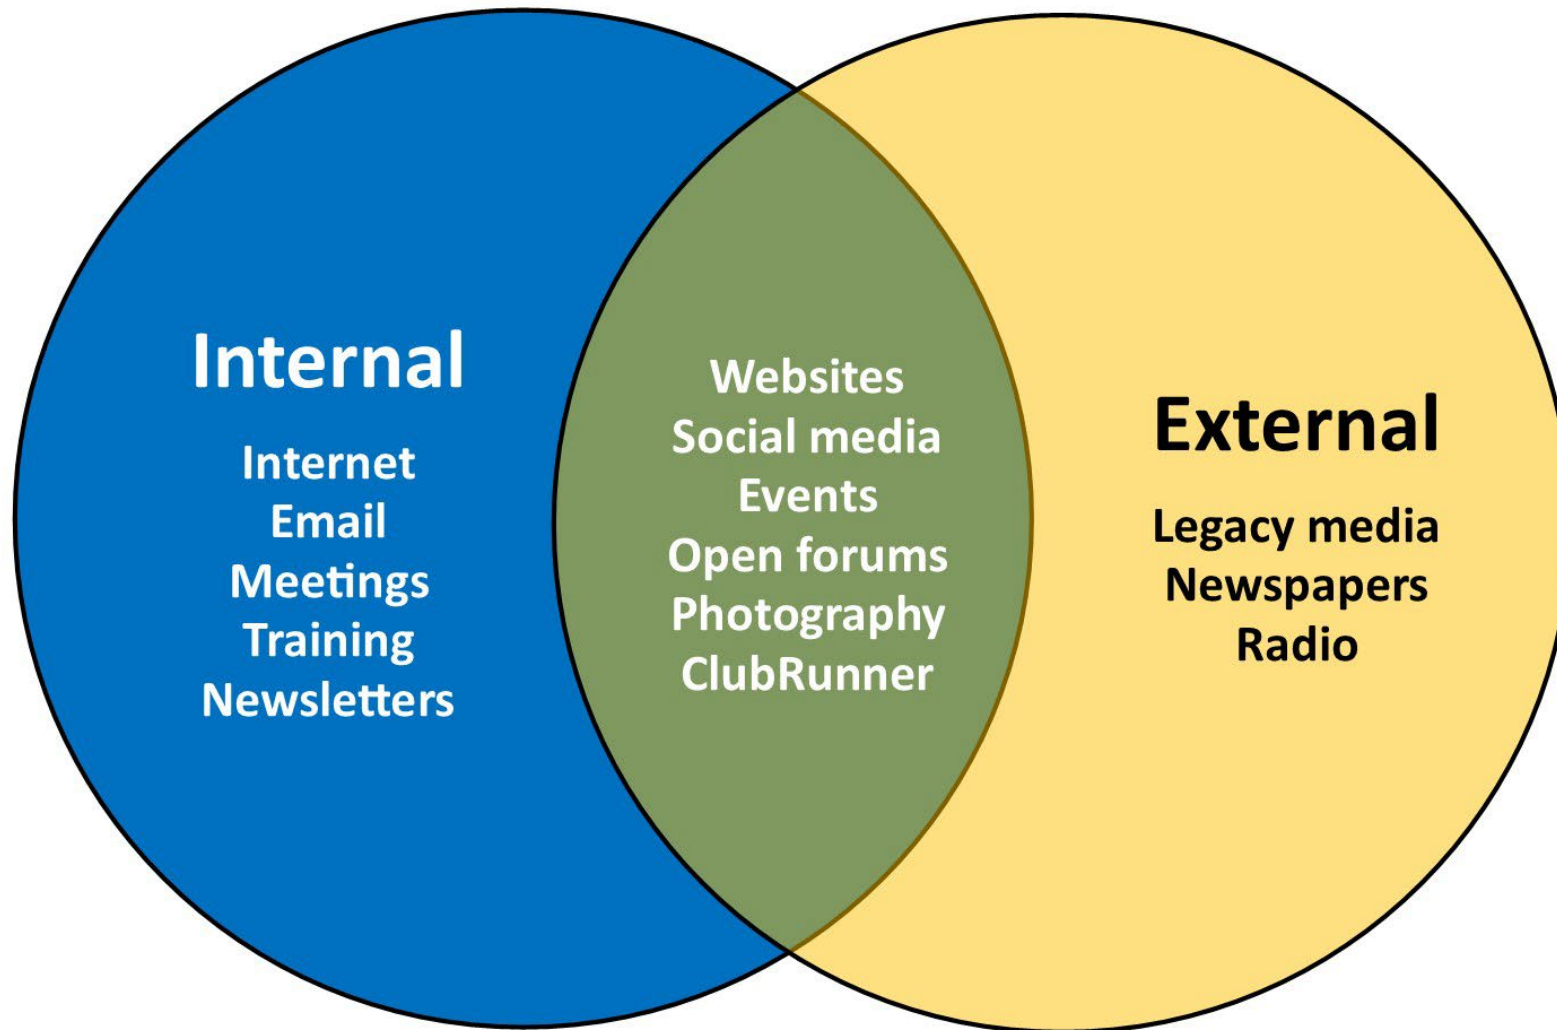 Internal
Internet
Email
Meetings
Training
Newsletters
Websites
Social media
Events
Open forums
Photography
ClubRunner
External
Legacy media
Newspapers
Radio